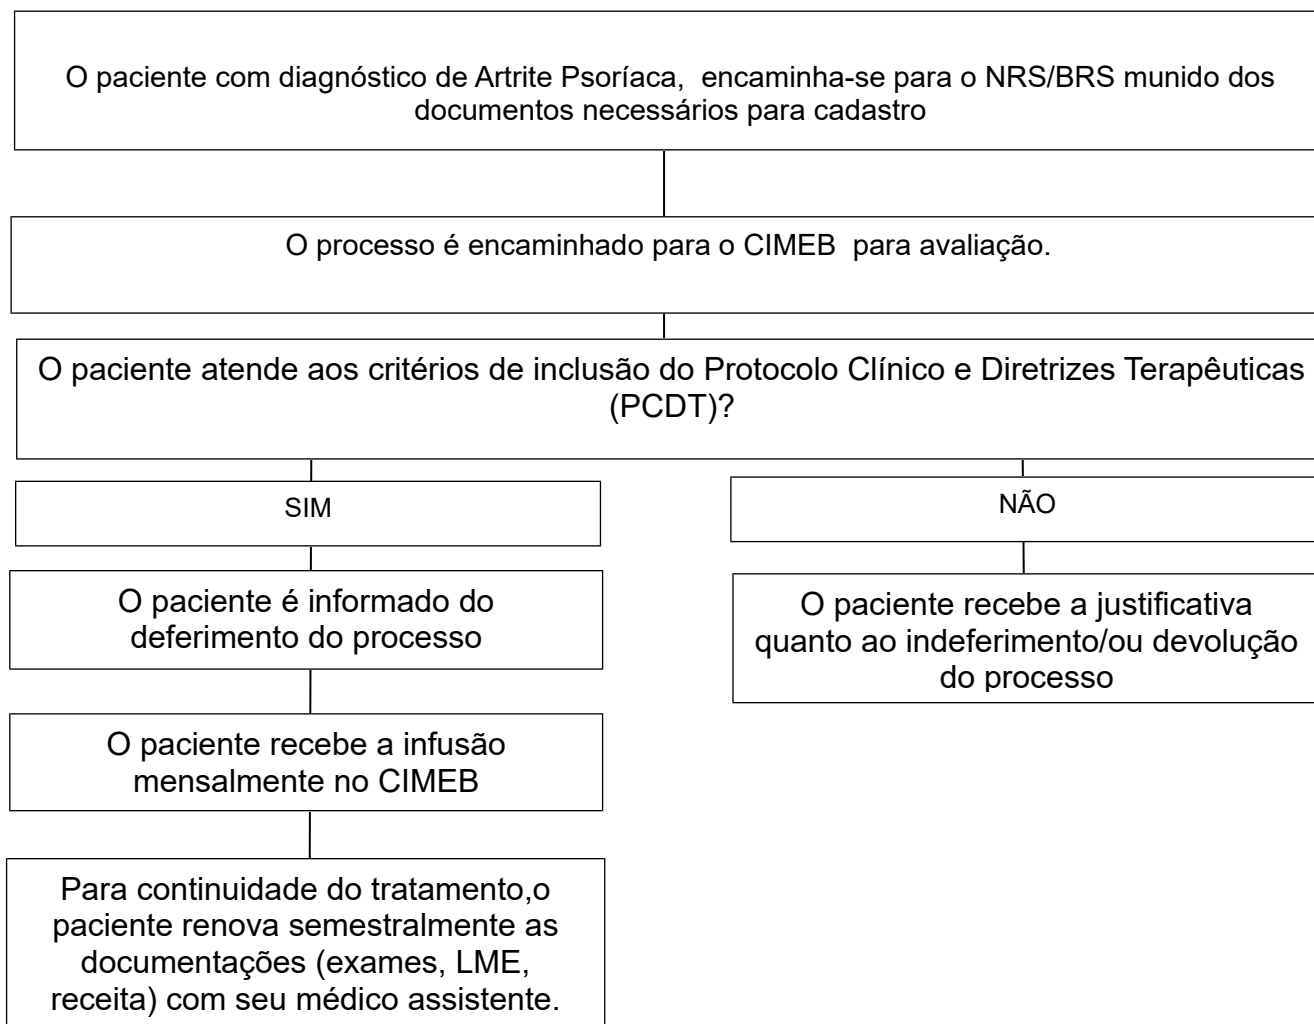 O paciente com diagnóstico de Artrite Psoríaca,  encaminha-se para o NRS/BRS munido dos
documentos necessários para cadastro
O processo é encaminhado para o CIMEB  para avaliação.
O paciente atende aos critérios de inclusão do Protocolo Clínico e Diretrizes Terapêuticas
(PCDT)?
SIM
NÃO
O paciente é informado do
deferimento do processo
O paciente recebe a justificativa
quanto ao indeferimento/ou devolução
do processo
O paciente recebe a infusão
mensalmente no CIMEB
Para continuidade do tratamento,o
paciente renova semestralmente as
documentações (exames, LME,
receita) com seu médico assistente.